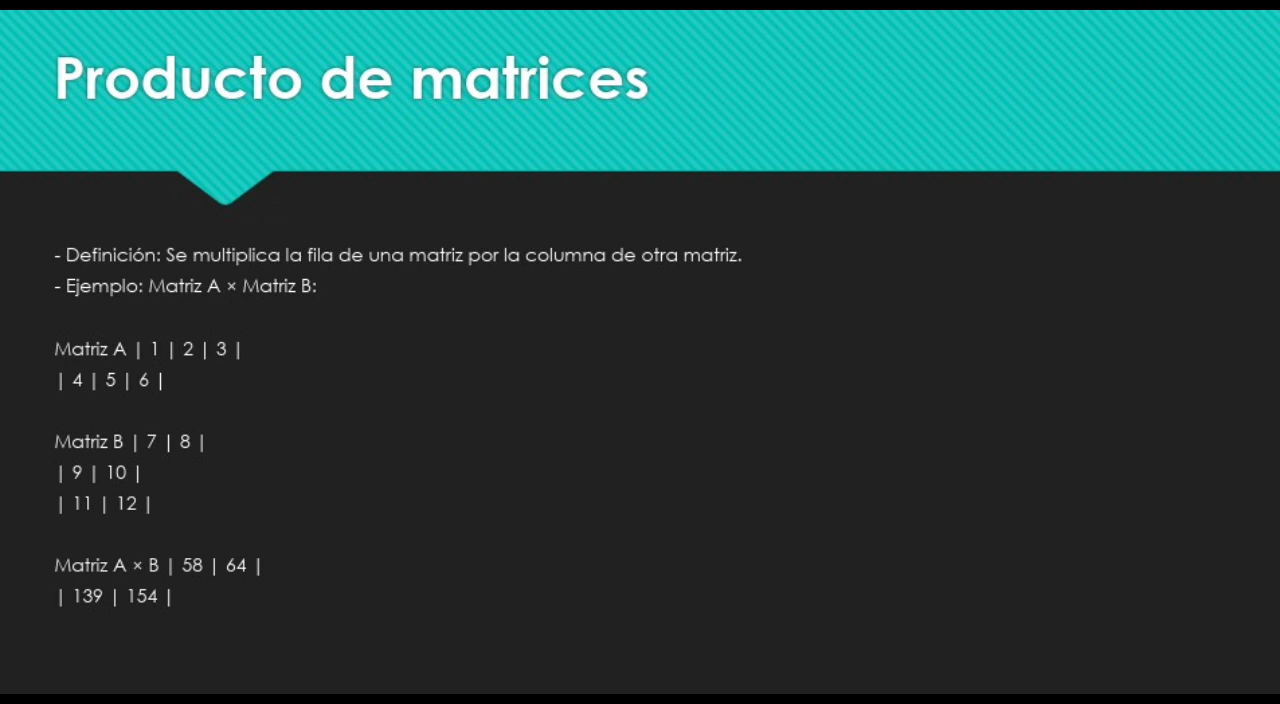 Producto de matrices
- Definición: Se multiplica la fila de una matriz por la columna de otra matriz.
- Ejemplo: Matriz A × Matriz B:
Matriz A | 1 | 2 | 3 |
| 4 | 5 | 6 |
Matriz B | 7 | 8 |
| 9 | 10 |
| 11 | 12 |
Matriz A × B | 58 | 64 |
| 139 | 154 |